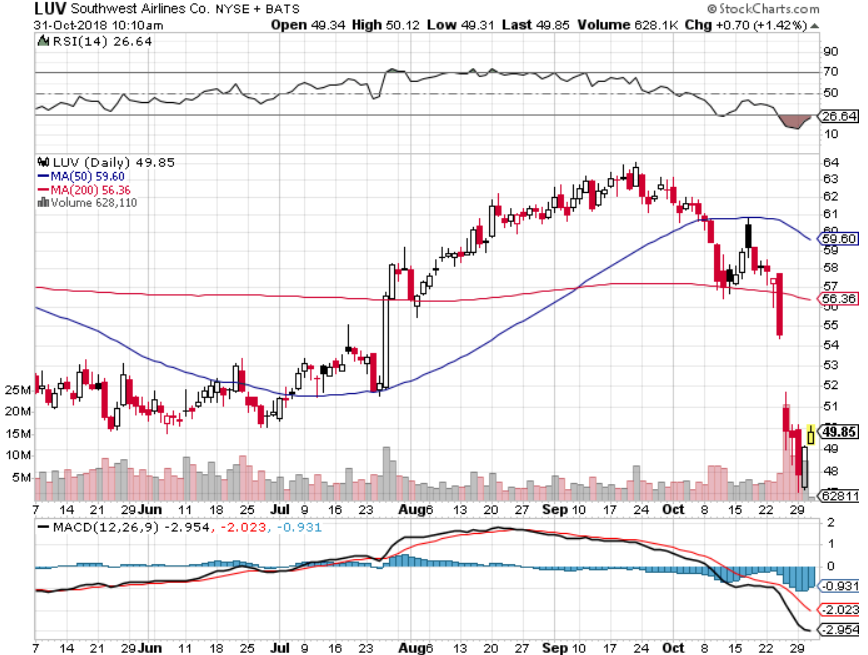 LUV Southwest Airlines Co. NYSE + BATS © StockCharts.com
31-Oct-2018 10:10am Open 49.34 High 50.12 Low 49.31 Last 49.85 Volume 628.1K Chg +0.70 (+1.42%)
RSI(14) 26.64
90
70
50
26.64
10
LUV (Daily) 49.85
MA(50) 59.60
MA(200) 56.36
Volume 628,110
64
63
62
61
59.60
59
58
57
56.36
55
54
53
52
25M 51
20M
15M 49.85
10M 49
5M 48
62811
7 14 21 29 Jun 11 18 25 Jul 9 16 23 Aug 6 13 20 27 Sep 10 17 24 Oct 8 15 22 29
MACD(12,26,9) -2.954, -2.023, -0.931
2
1
0
-0.931
-2.023
-2.954
7 14 21 29 Jun 11 18 25 Jul 9 16 23 Aug 6 13 20 27 Sep 10 17 24 Oct 8 15 22 29